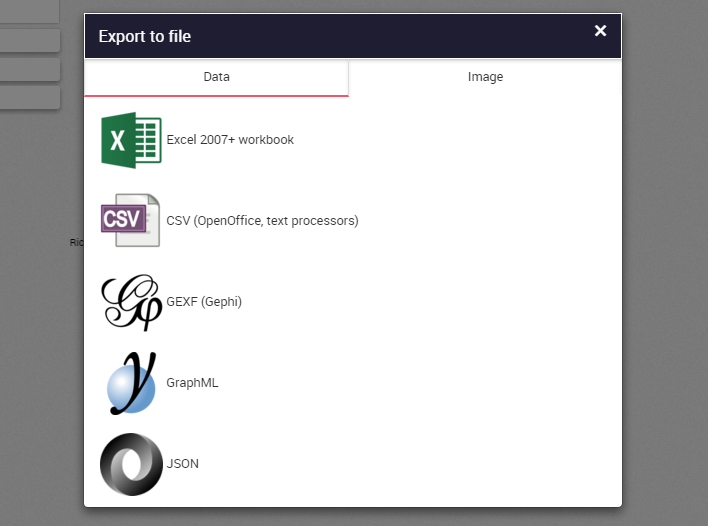 Export to file
×
Data
Image
X
Excel 2007+ workbook
CSV
CSV (OpenOffice, text processors)
GEXF (Gephi)
GraphML
JSON
Ric